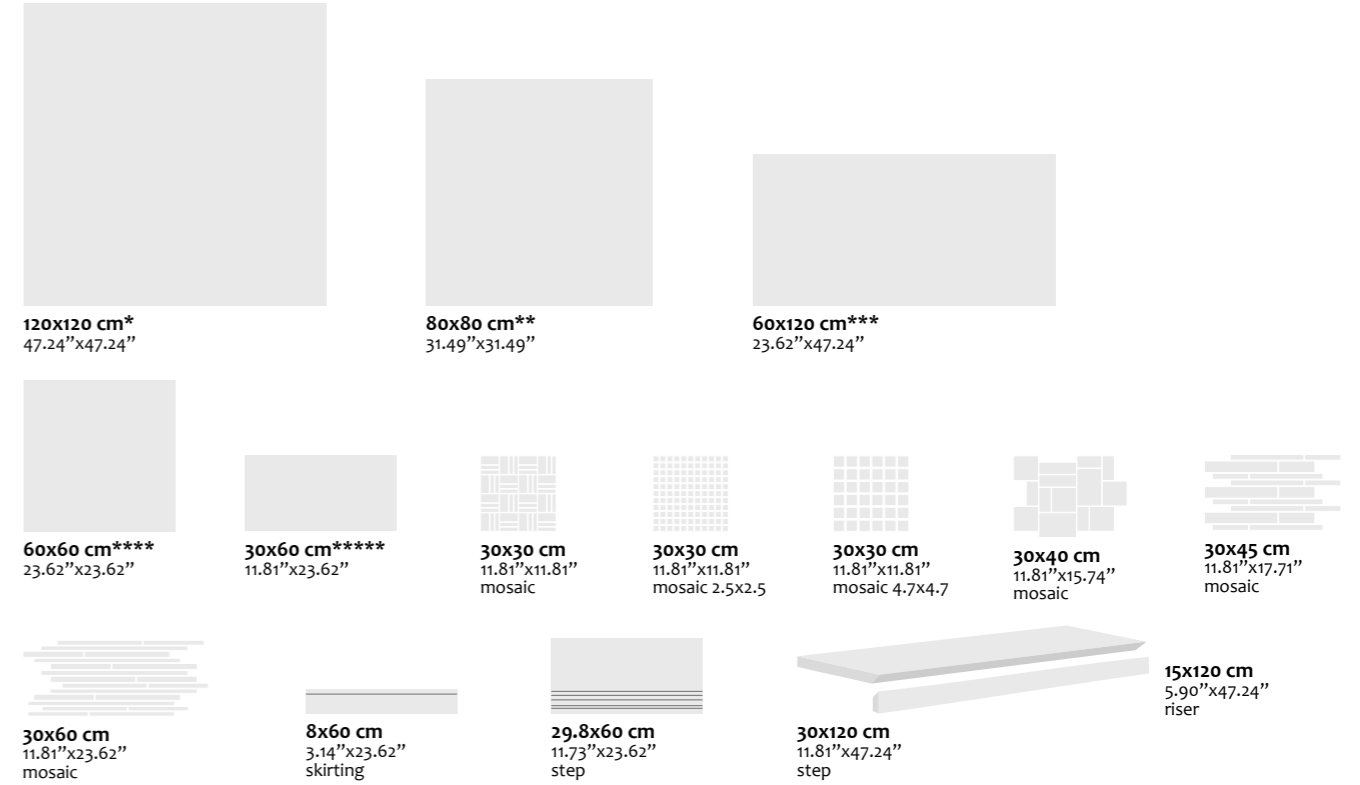 120x120 cm*
47.24”x47.24”
80x80 cm**
31.49”x31.49”
60x120 cm***
23.62”x47.24”
60x60 cm****
23.62”x23.62”
30x60 cm*****
11.81”x23.62”
30x30 cm
11.81”x11.81”
mosaic
30x30 cm
11.81”x11.81”
mosaic 2.5x2.5
30x30 cm
11.81”x11.81”
mosaic 4.7x4.7
30x40 cm
11.81”x15.74”
mosaic
30x45 cm
11.81”x17.71”
mosaic
30x60 cm
11.81”x23.62”
mosaic
8x60 cm
3.14”x23.62”
skirting
29.8x60 cm
11.73”x23.62”
step
30x120 cm
11.81”x47.24”
step
15x120 cm
5.90”x47.24”
riser